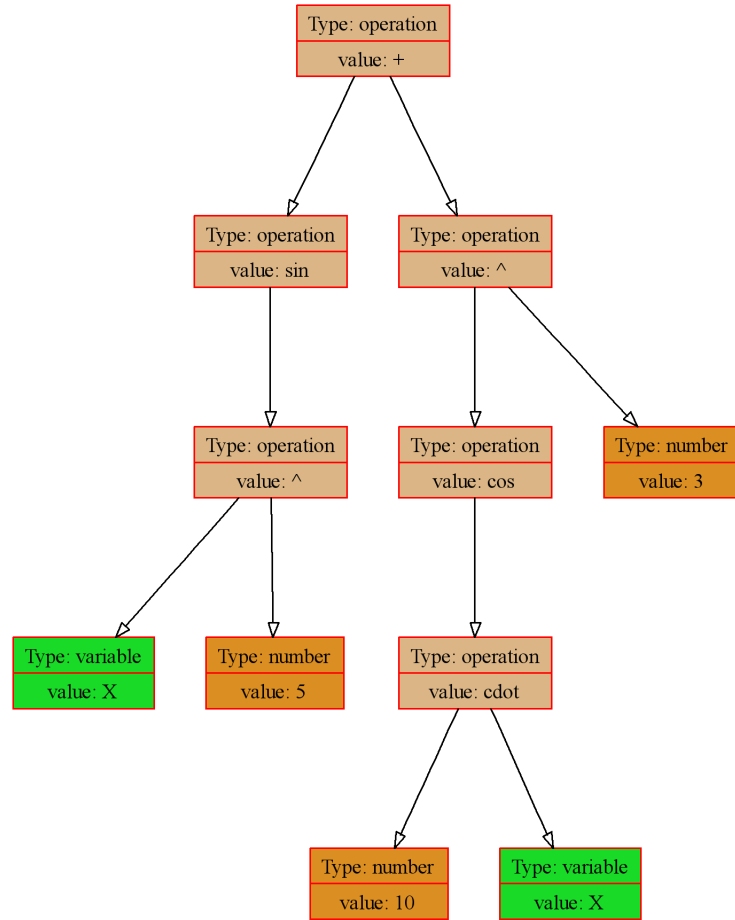 Type: operation
value: +
Type: operation
value: sin
Type: operation
value: ^
Type: operation
value: ^
Type: operation
value: cos
Type: number
value: 3
Type: variable
value: X
Type: number
value: 5
Type: operation
value: cdot
Type: number
value: 10
Type: variable
value: X